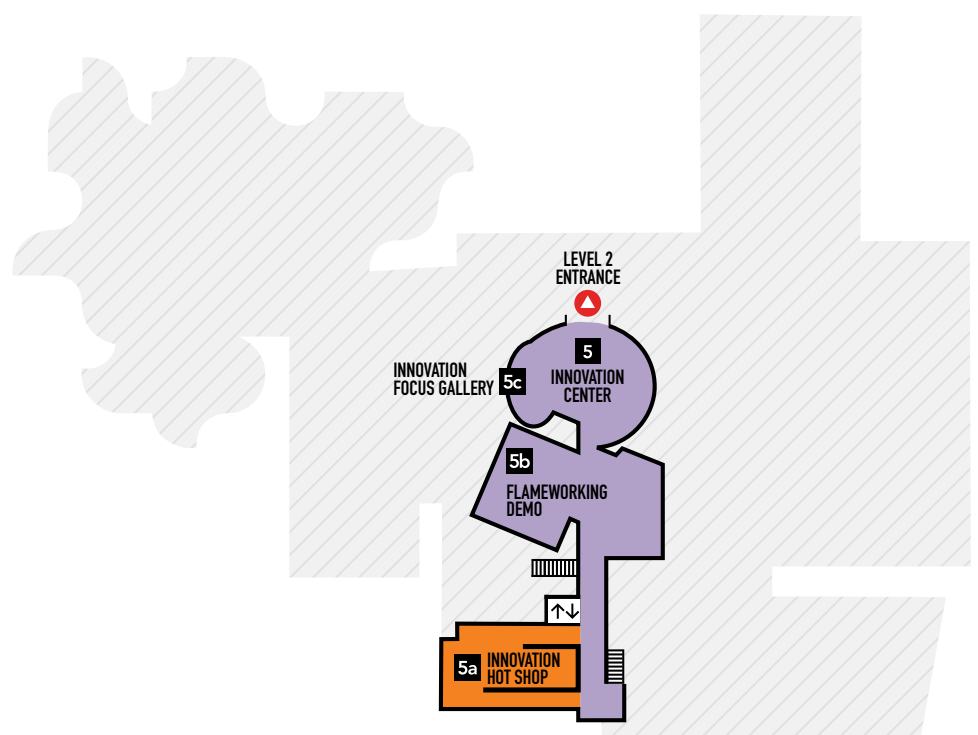 LEVEL 2
ENTRANCE
5
INNOVATION
CENTER
INNOVATION
FOCUS GALLERY
5c
5b
FLAMEWORKING
DEMO
5a
INNOVATION
HOT SHOP